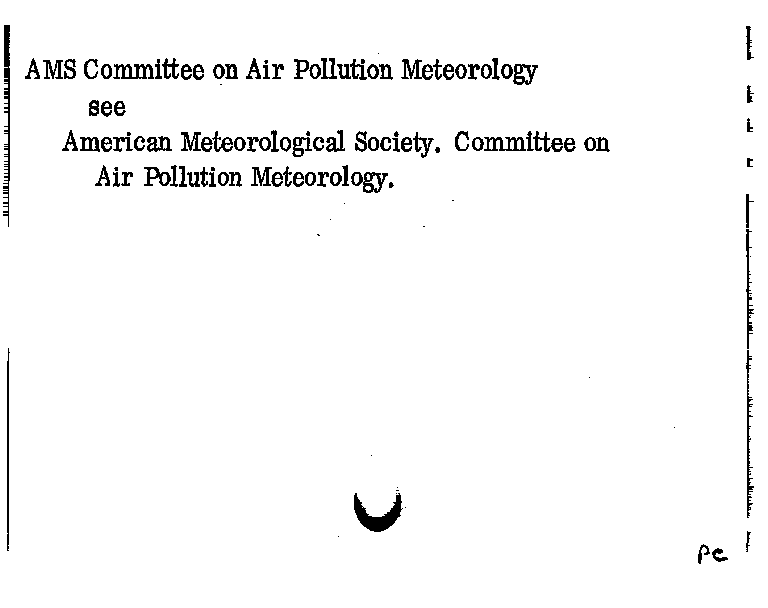 AMS Committee on Air Pollution Meteorology
see
American Meteorological Society. Committee on
Air Pollution Meteorology.
pc